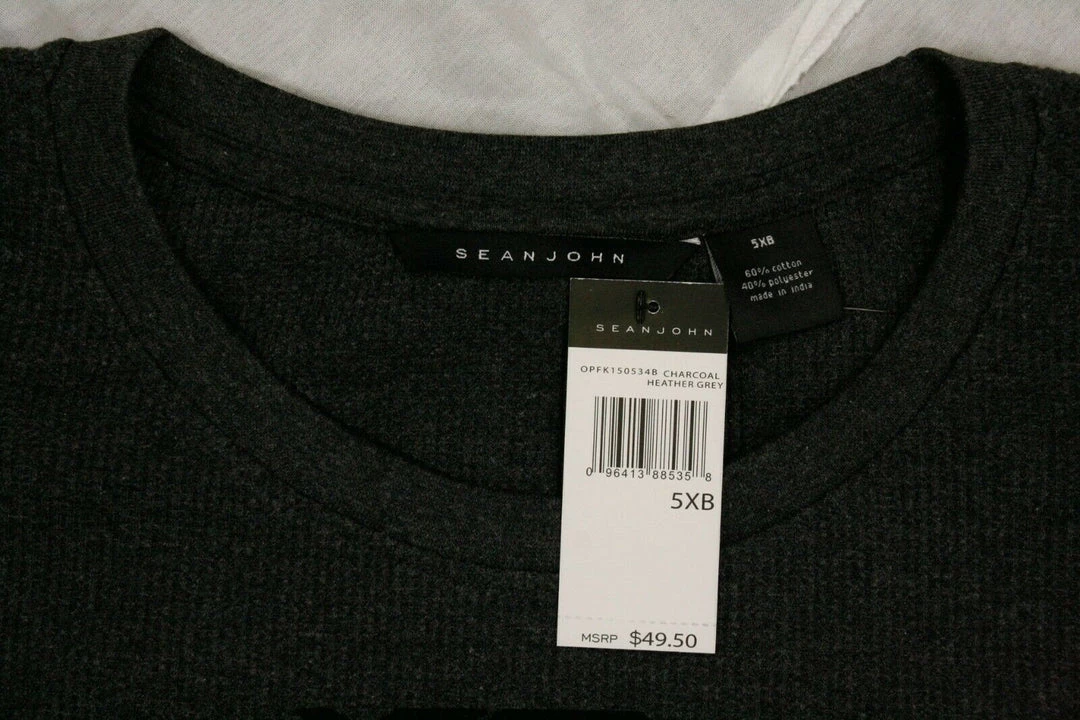 SEANJOHN
5XB
60% cotton
40% polyester
made in india
SEANJOHN
OPFK150534B CHARCOAL
HEATHER GREY
0 96413 88535 8
5XB
MSRP $49.50